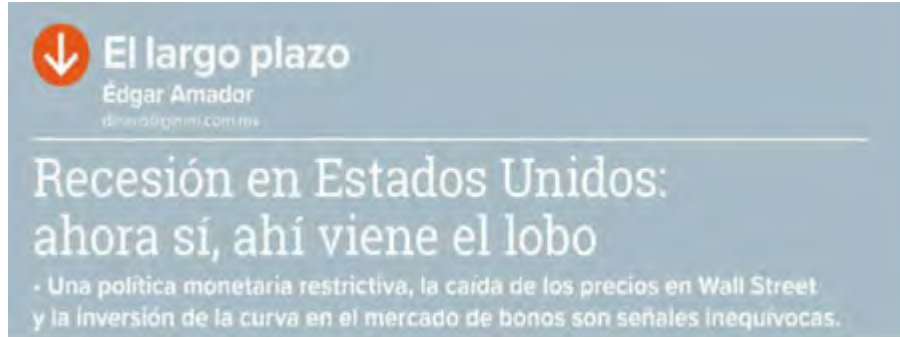 El largo plazo
Édgar Amador
Recesión en Estados Unidos:
ahora sí, ahí viene el lobo
• Una política monetaria restrictiva, la caída de los precios en Wall Street
y la inversión de la curva en el mercado de bonos son señales inequívocas.